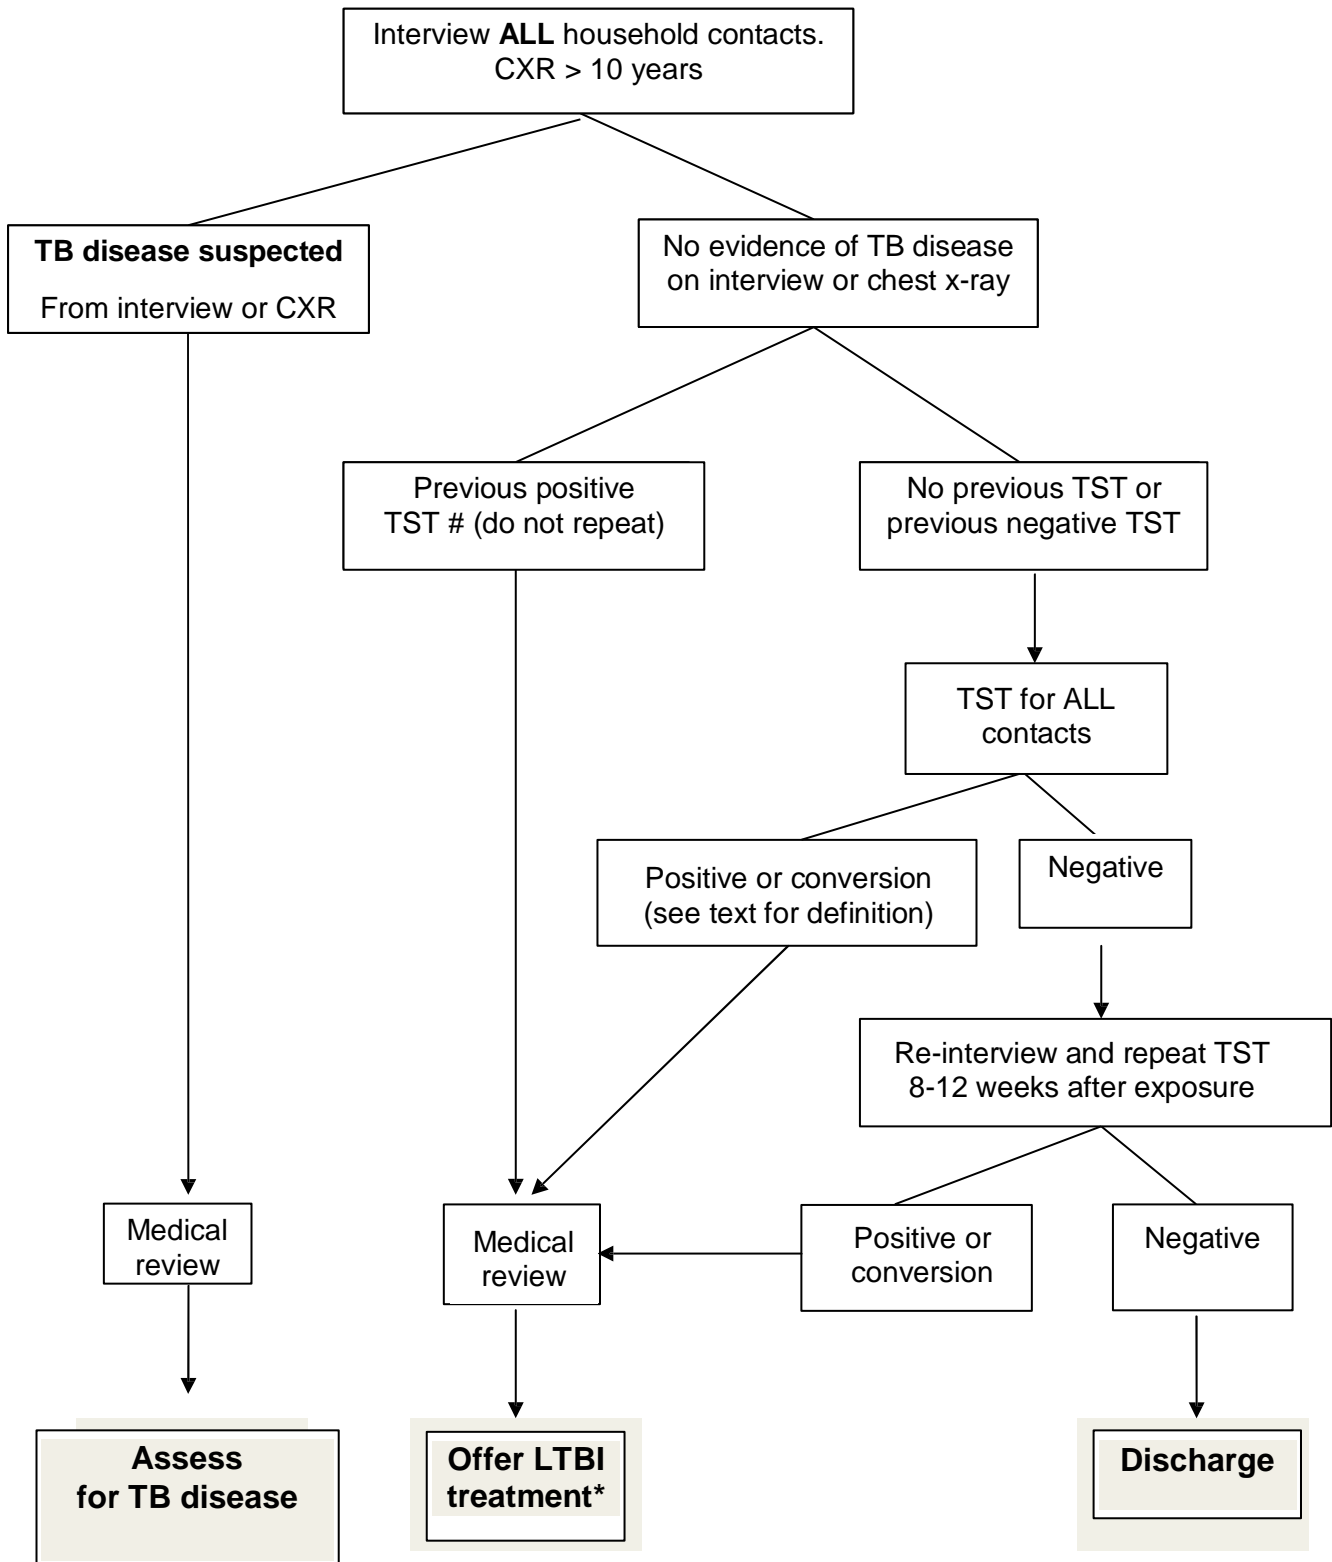 Interview ALL household contacts.
CXR > 10 years
TB disease suspected
From interview or CXR
No evidence of TB disease
on interview or chest x-ray
Previous positive
TST # (do not repeat)
No previous TST or
previous negative TST
TST for ALL
contacts
Positive or conversion
(see text for definition)
Negative
Re-interview and repeat TST
8-12 weeks after exposure
Medical
review
Medical
review
Positive or
conversion
Negative
Assess
for TB disease
Offer LTBI
treatment*
Discharge